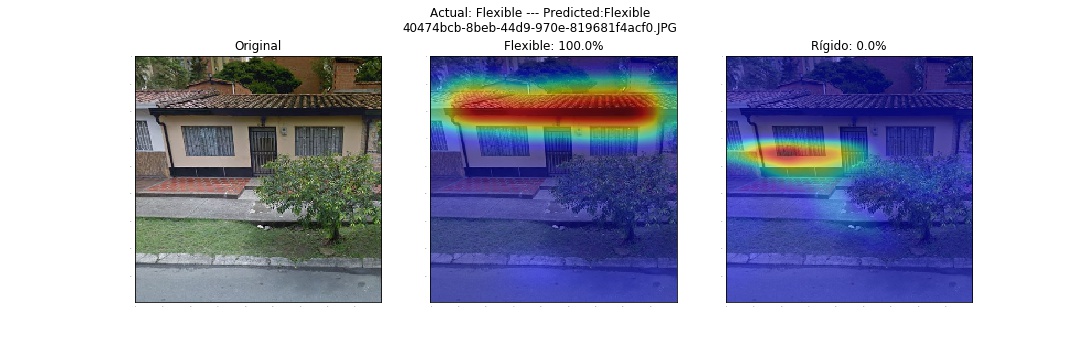 Actual: Flexible --- Predicted:Flexible
40474bcb-8beb-44d9-970e-819681f4acf0.JPG
Original
Flexible: 100.0%
Rígido: 0.0%